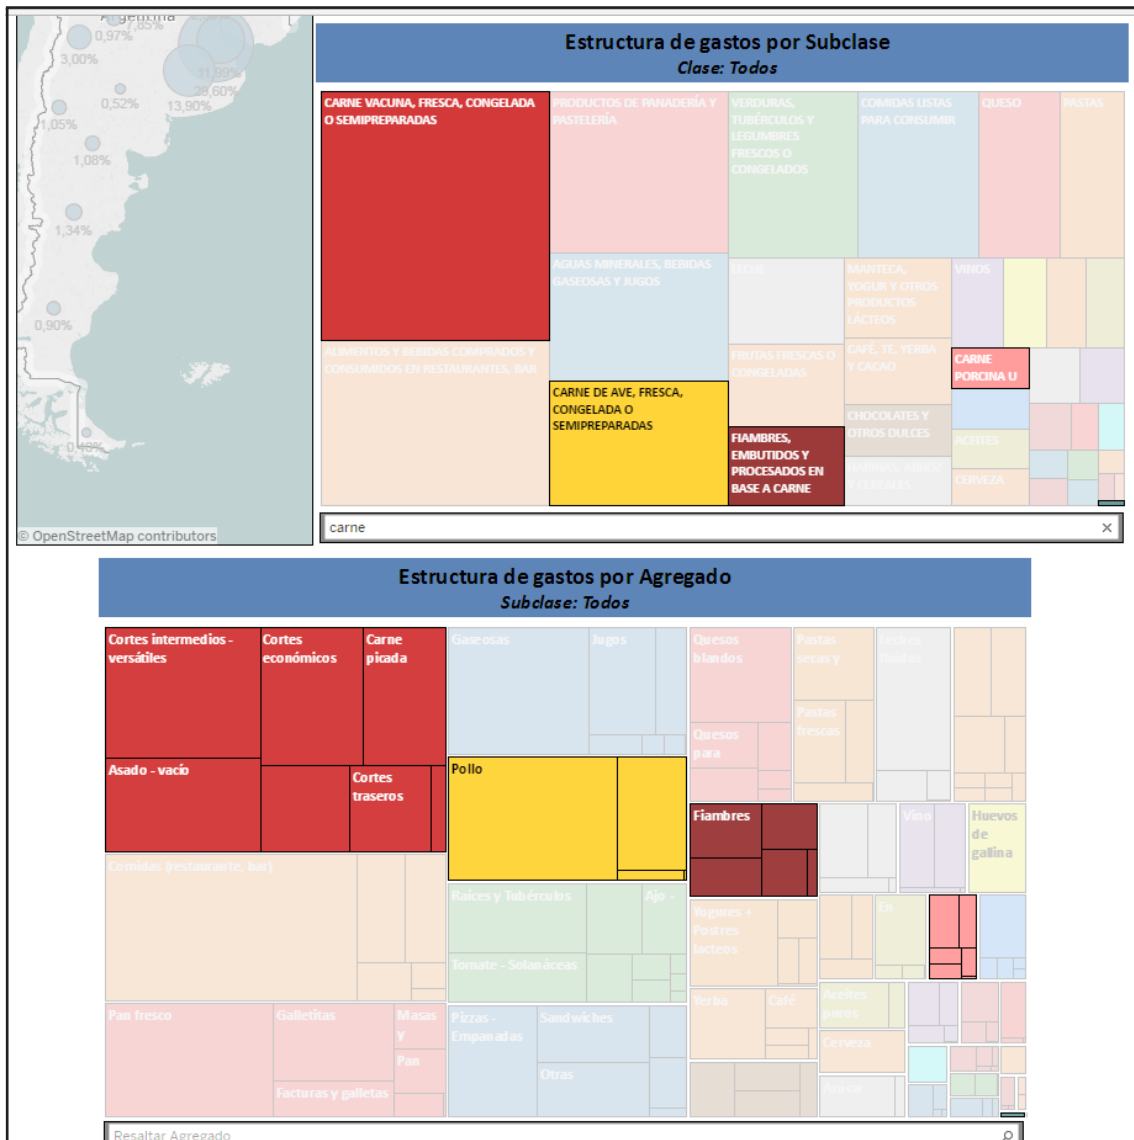 Argentina
7,85%
0,97%
3,00%
31,99%
29,60%
0,52%
13,90%
1,05%
1,08%
1,34%
0,90%
© OpenStreetMap contributors
Estructura de gastos por Subclase
Clase: Todos
CARNE VACUNA, FRESCA, CONGELADA
O SEMIPREPARADAS
PRODUCTOS DE PANADERÍA Y
PASTELERÍA
VERDURAS,
TUBÉRCULOS Y
LEGUMBRES
FRESCOS O
CONGELADOS
COMIDAS LISTAS
PARA CONSUMIR
QUESO
PASTAS
AGUAS MINERALES, BEBIDAS
GASEOSAS Y JUGOS
LECHE
MANTECA,
YOGUR Y OTROS
PRODUCTOS
LÁCTEOS
VINOS
ALIMENTOS Y BEBIDAS COMPRADOS Y
CONSUMIDOS EN RESTAURANTES, BAR
FRUTAS FRESCAS O
CONGELADAS
CAFÉ, TE, YERBA
Y CACAO
CARNE
PORCINA U
CARNE DE AVE, FRESCA,
CONGELADA O
SEMIPREPARADAS
CHOCOLATES Y
OTROS DULCES
FIAMBRES,
EMBUTIDOS Y
PROCESADOS EN
BASE A CARNE
ACEITES
HARINAS, ARROZ
Y CEREALES
CERVEZA
carne
Estructura de gastos por Agregado
Subclase: Todos
Cortes intermedios -
versátiles
Cortes
económicos
Carne
picada
Gaseosas
Jugos
Quesos
blandos
Pastas
secas y
Leches
fluidas
Quesos
para
Pastas
frescas
Asado - vacío
Cortes
traseros
Pollo
Fiambres
Vino
Huevos
de
gallina
Comidas (restaurante, bar)
Raíces y Tubérculos
Ajo -
Tomate - Solanáceas
Yogures +
Postres
lacteos
En
Yerba
Café
Aceites
puros
Cerveza
Azúcar
Pan fresco
Galletitas
Masas
y
Pan
Facturas y galletas
Pizzas -
Empanadas
Sandwiches
Otras
Resaltar Agregado